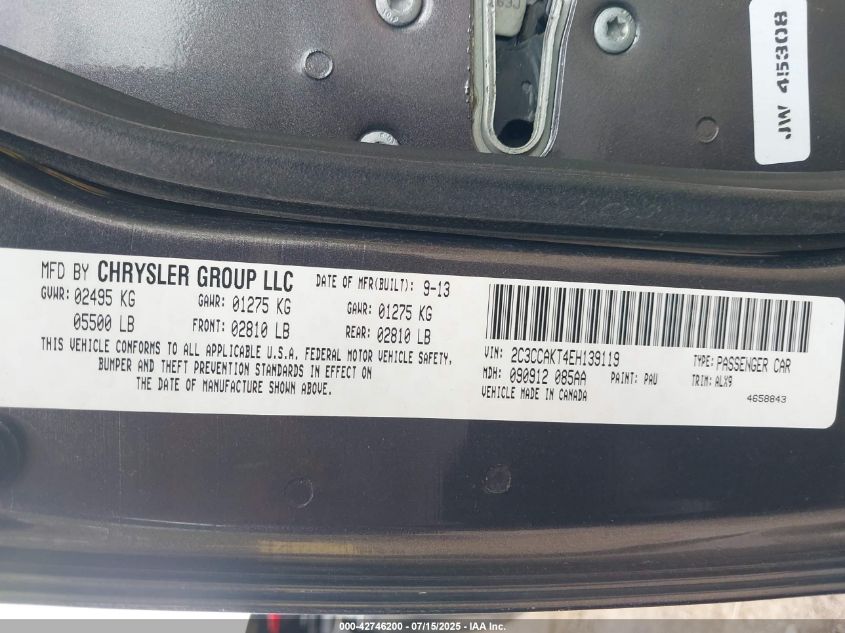 JW 45308
MFD BY CHRYSLER GROUP LLC DATE OF MFR(BUILT): 9-13
GVWR: 02495 KG GAWR: 01275 KG GAWR: 01275 KG
05500 LB FRONT: 02810 LB REAR: 02810 LB
THIS VEHICLE CONFORMS TO ALL APPLICABLE U.S.A. FEDERAL MOTOR VEHICLE SAFETY,
BUMPER AND THEFT PREVENTION STANDARDS IN EFFECT ON
THE DATE OF MANUFACTURE SHOWN ABOVE.
VIN: 2C3CCAKT4EH139119 TYPE: PASSENGER CAR
MDH: 090912 085AA PAINT: PAU TRIM: ALX9
VEHICLE MADE IN CANADA 4658843
000-42746200 - 07/15/2025 - IAA Inc.